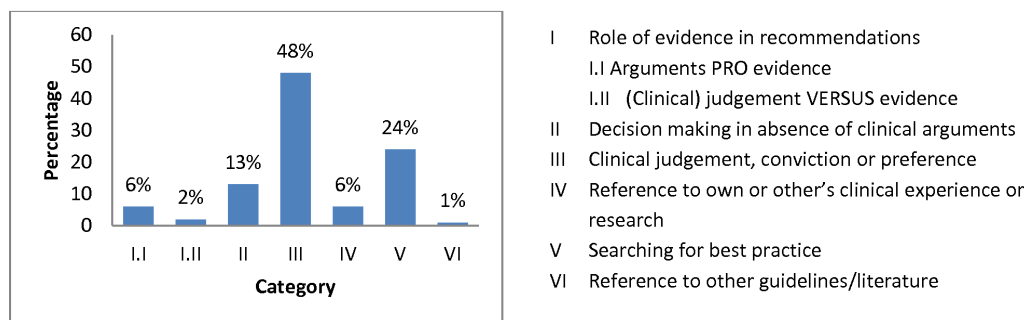 60
50
40
30
20
10
0
Percentage
6%
2%
13%
48%
6%
24%
1%
I.I
I.II
II
III
IV
V
VI
Category
I Role of evidence in recommendations
I.I Arguments PRO evidence
I.II (Clinical) judgement VERSUS evidence
II Decision making in absence of clinical arguments
III Clinical judgement, conviction or preference
IV Reference to own or other's clinical experience or
research
V Searching for best practice
VI Reference to other guidelines/literature